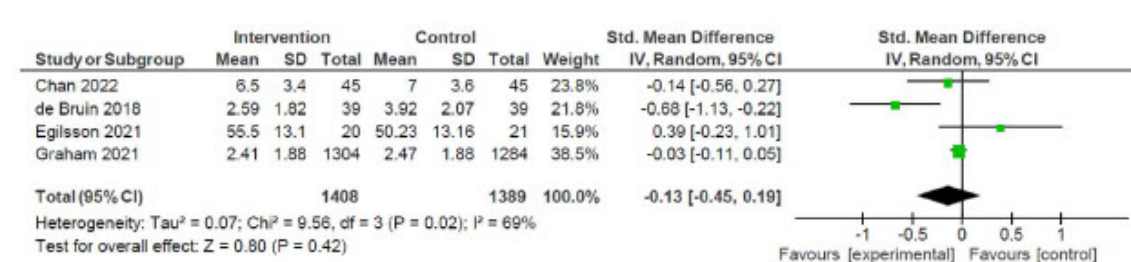 Intervention Control Std. Mean Difference Std. Mean Difference
Study or Subgroup Mean SD Total Mean SD Total Weight IV, Random, 95% CI IV, Random, 95% CI
Chan 2022 6.5 3.4 45 7 3.6 45 23.8% -0.14 [-0.56, 0.27]
de Bruin 2018 2.59 1.82 39 3.92 2.07 39 21.8% -0.68 [-1.13, -0.22]
Egilsson 2021 55.5 13.1 20 50.23 13.16 21 15.9% 0.39 [-0.23, 1.01]
Graham 2021 2.41 1.88 1304 2.47 1.88 1284 38.5% -0.03 [-0.11, 0.05]
Total (95% CI) 1408 1389 100.0% -0.13 [-0.45, 0.19]
Heterogeneity: Tau² = 0.07; Chi² = 9.56, df = 3 (P = 0.02); I² = 69%
Test for overall effect: Z = 0.80 (P = 0.42)
-1 -0.5 0 0.5 1
Favours [experimental] Favours [control]